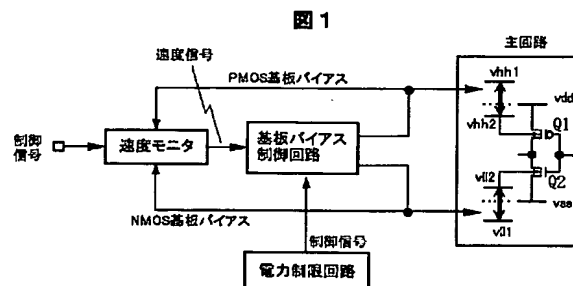 図1
速度信号
主回路
PMOS基板バイアス
vhh1
vdd
vhh2
Q1
制御
信号
速度モニタ
基板バイアス
制御回路
Q2
vll2
vss
vll1
NMOS基板バイアス
制御信号
電力制限回路